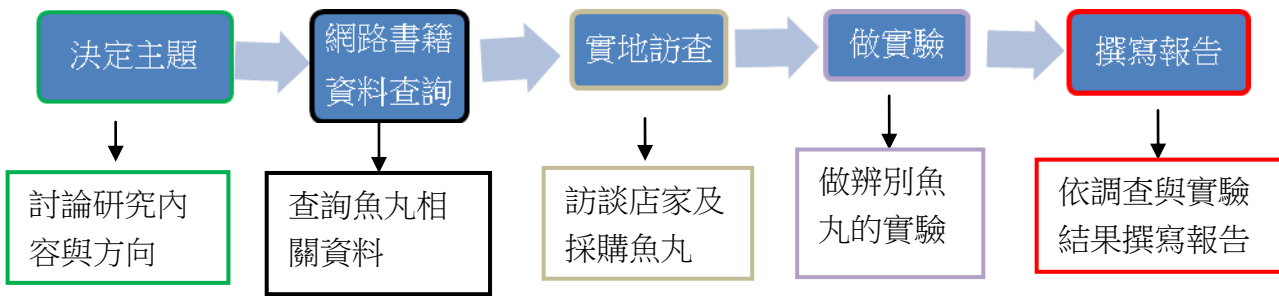 決定主題
網路書籍
資料查詢
實地訪查
做實驗
撰寫報告
討論研究內
容與方向
查詢魚丸相
關資料
訪談店家及
採購魚丸
做辨別魚
丸的實驗
依調查與實驗
結果撰寫報告